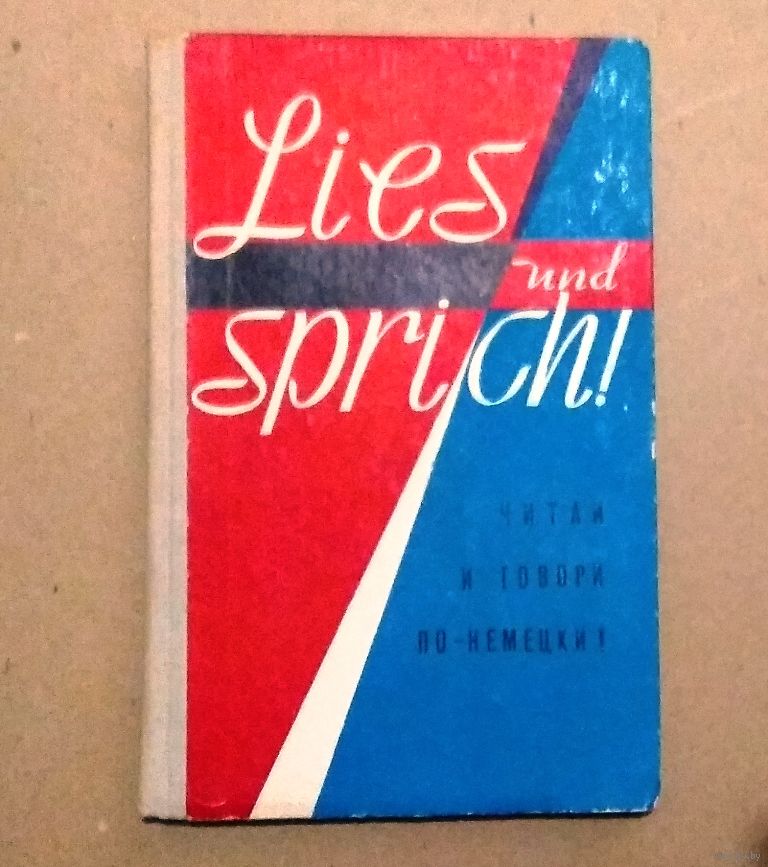 Lies
und
sprich!
ЧИТАЙ
И ГОВОРИ
ПО-НЕМЕЦКИ!